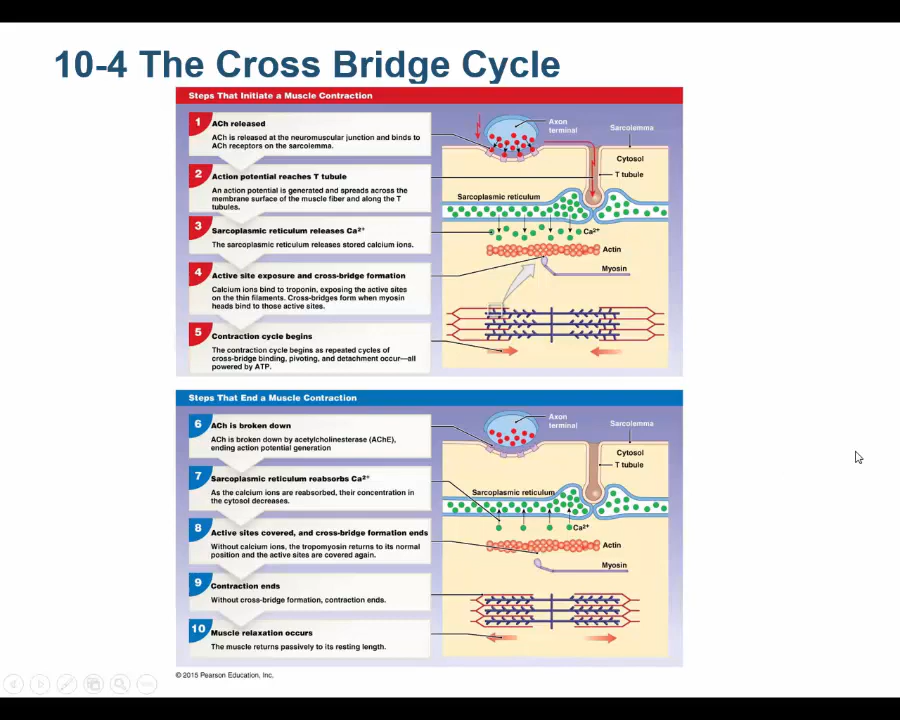 10-4 The Cross Bridge Cycle
Steps That Initiate a Muscle Contraction
1
ACh released
ACh is released at the neuromuscular junction and binds to
ACh receptors on the sarcolemma.
2
Action potential reaches T tubule
An action potential is generated and spreads across the
membrane surface of the muscle fiber and along the T
tubules.
3
Sarcoplasmic reticulum releases Ca²⁺
The sarcoplasmic reticulum releases stored calcium ions.
4
Active site exposure and cross-bridge formation
Calcium ions bind to troponin, exposing the active sites
on the thin filaments. Cross-bridges form when myosin
heads bind to those active sites.
5
Contraction cycle begins
The contraction cycle begins as repeated cycles of
cross-bridge binding, pivoting, and detachment occur—all
powered by ATP.
Axon
terminal
Sarcolemma
Cytosol
T tubule
Sarcoplasmic reticulum
Ca²⁺
Actin
Myosin
Steps That End a Muscle Contraction
6
ACh is broken down
ACh is broken down by acetylcholinesterase (AChE),
ending action potential generation
7
Sarcoplasmic reticulum reabsorbs Ca²⁺
As the calcium ions are reabsorbed, their concentration in
the cytosol decreases.
8
Active sites covered, and cross-bridge formation ends
Without calcium ions, the tropomyosin returns to its normal
position and the active sites are covered again.
9
Contraction ends
Without cross-bridge formation, contraction ends.
10
Muscle relaxation occurs
The muscle returns passively to its resting length.
Axon
terminal
Sarcolemma
Cytosol
T tubule
Sarcoplasmic reticulum
Ca²⁺
Actin
Myosin
© 2015 Pearson Education, Inc.